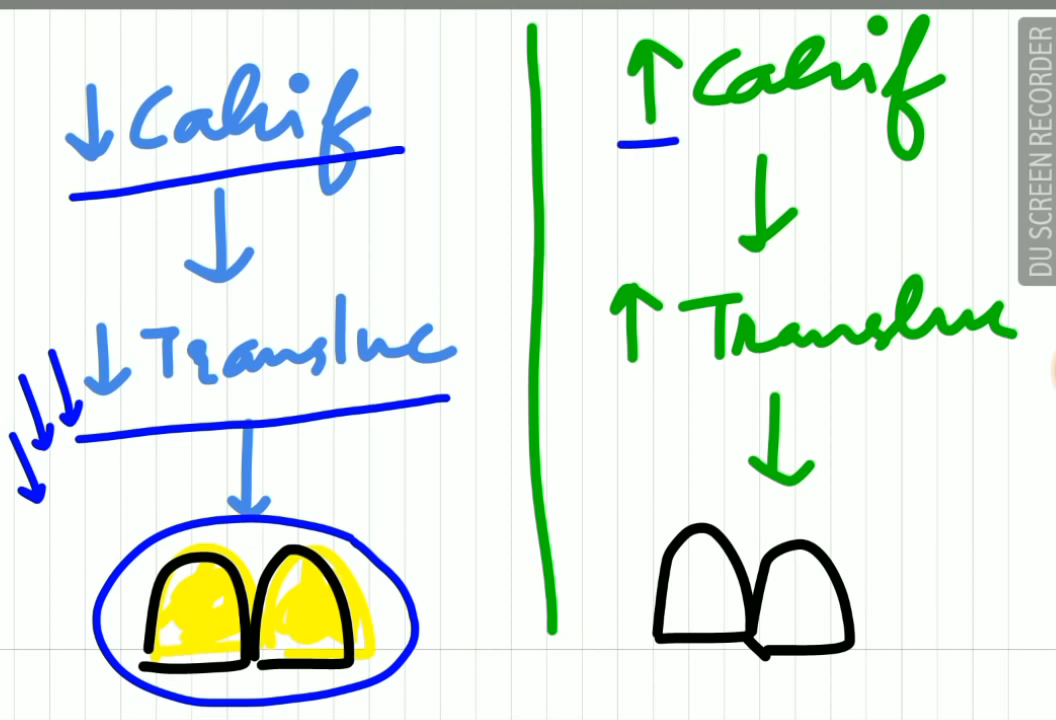 ↓ Calcif
↓
↓ Transluc
↓
↑ Calcif
↓
↑ Transluc
↓
DU SCREEN RECORDER